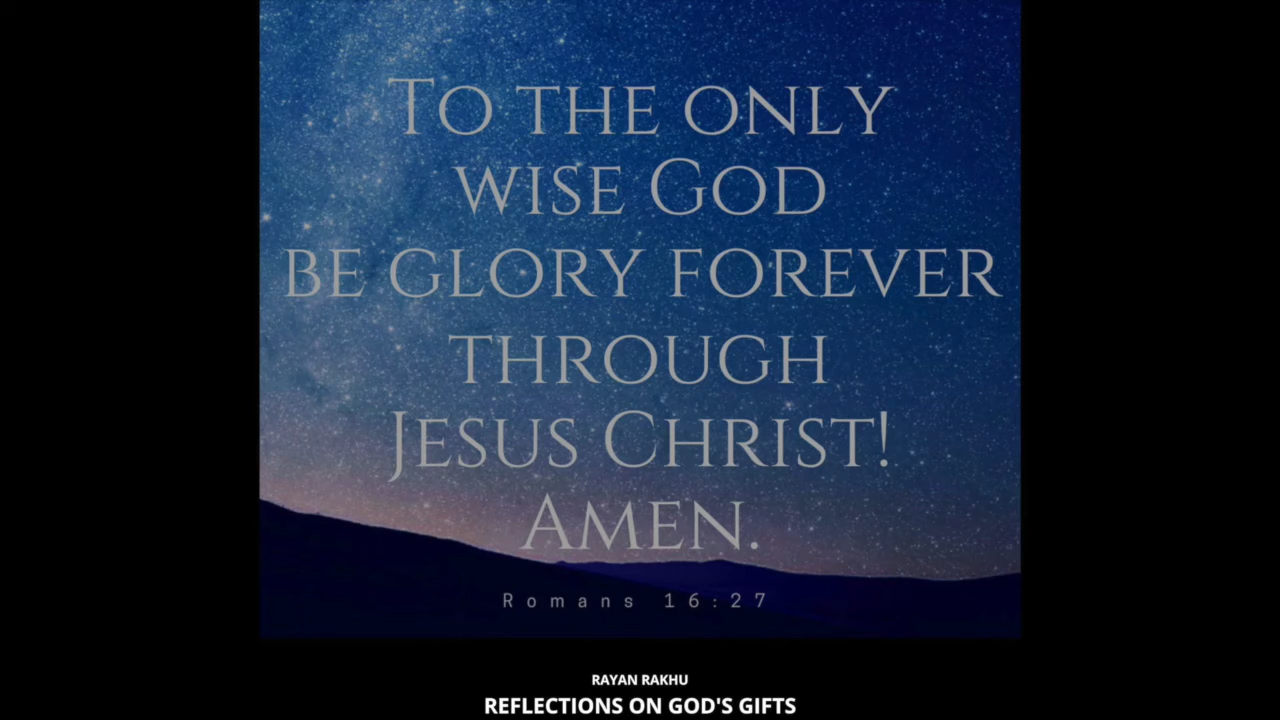 To the only
wise God
be glory forever
through
Jesus Christ!
Amen.
Romans 16:27
RAYAN RAKHU
REFLECTIONS ON GOD'S GIFTS